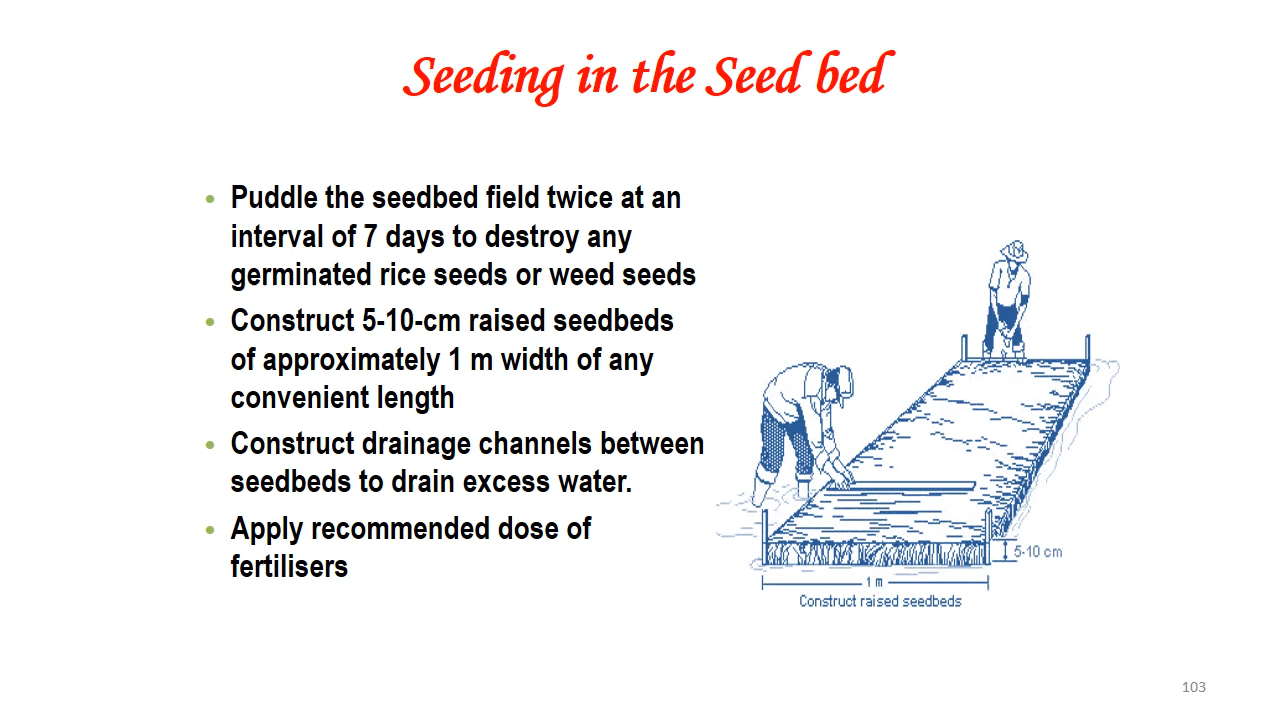 Seeding in the Seed bed
• Puddle the seedbed field twice at an
interval of 7 days to destroy any
germinated rice seeds or weed seeds
• Construct 5-10-cm raised seedbeds
of approximately 1 m width of any
convenient length
• Construct drainage channels between
seedbeds to drain excess water.
• Apply recommended dose of
fertilisers
5-10 cm
1 m
Construct raised seedbeds
103